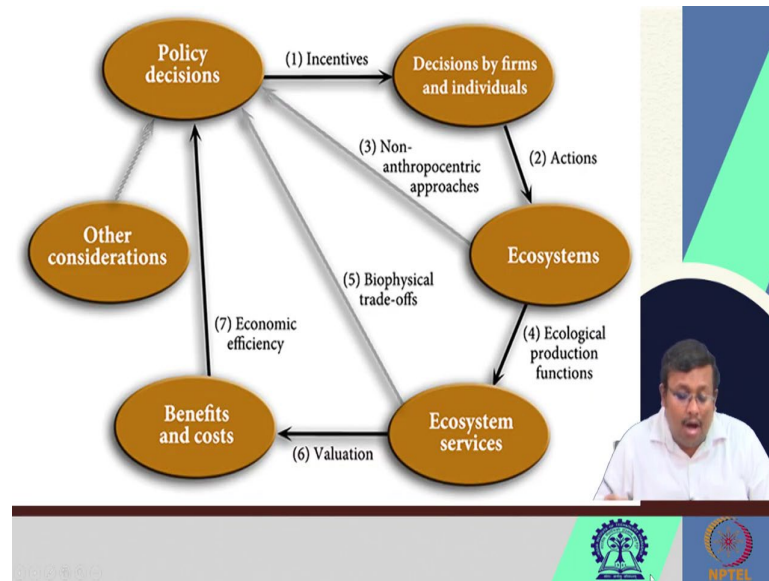 Policy
decisions
(1) Incentives
Decisions by firms
and individuals
(3) Non-
anthropocentric
approaches
(2) Actions
Other
considerations
Ecosystems
(5) Biophysical
trade-offs
(7) Economic
efficiency
(4) Ecological
production
functions
Benefits
and costs
(6) Valuation
Ecosystem
services
NPTEL